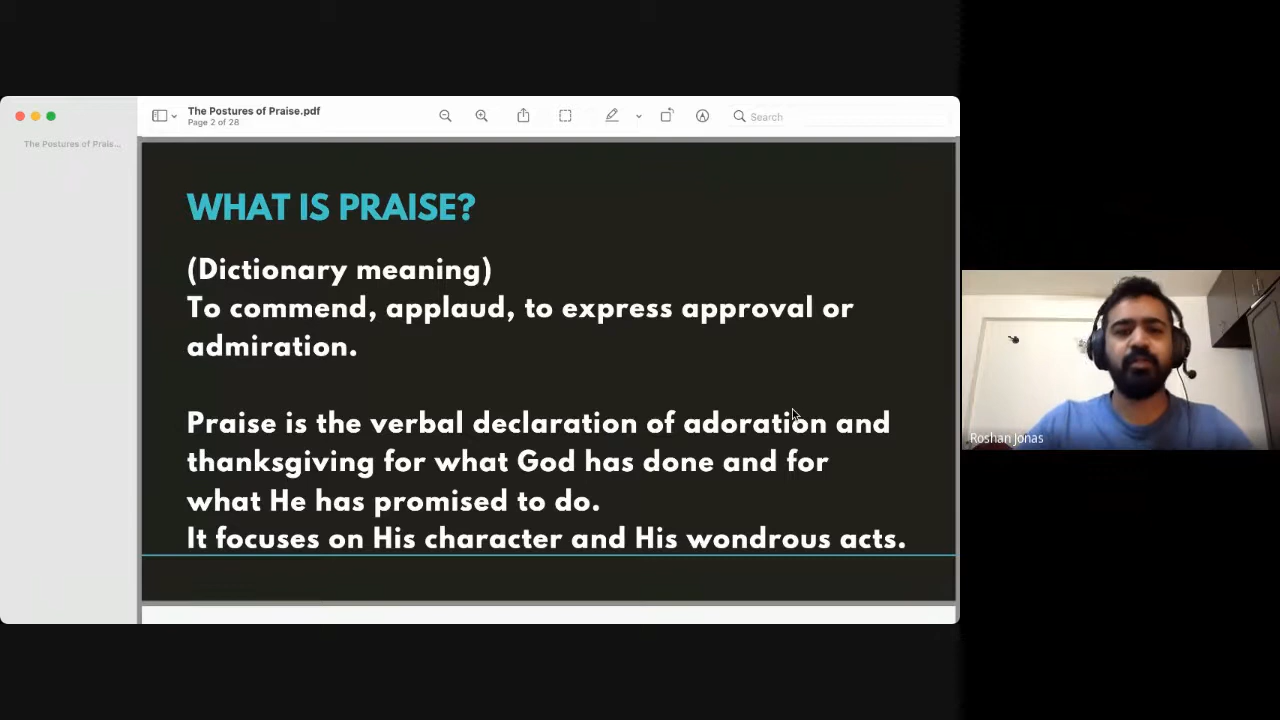 The Postures of Praise.pdf
Page 2 of 28
Search
The Postures of Prais...
WHAT IS PRAISE?
(Dictionary meaning)
To commend, applaud, to express approval or
admiration.
Praise is the verbal declaration of adoration and
thanksgiving for what God has done and for
what He has promised to do.
It focuses on His character and His wondrous acts.
Roshan Jonas